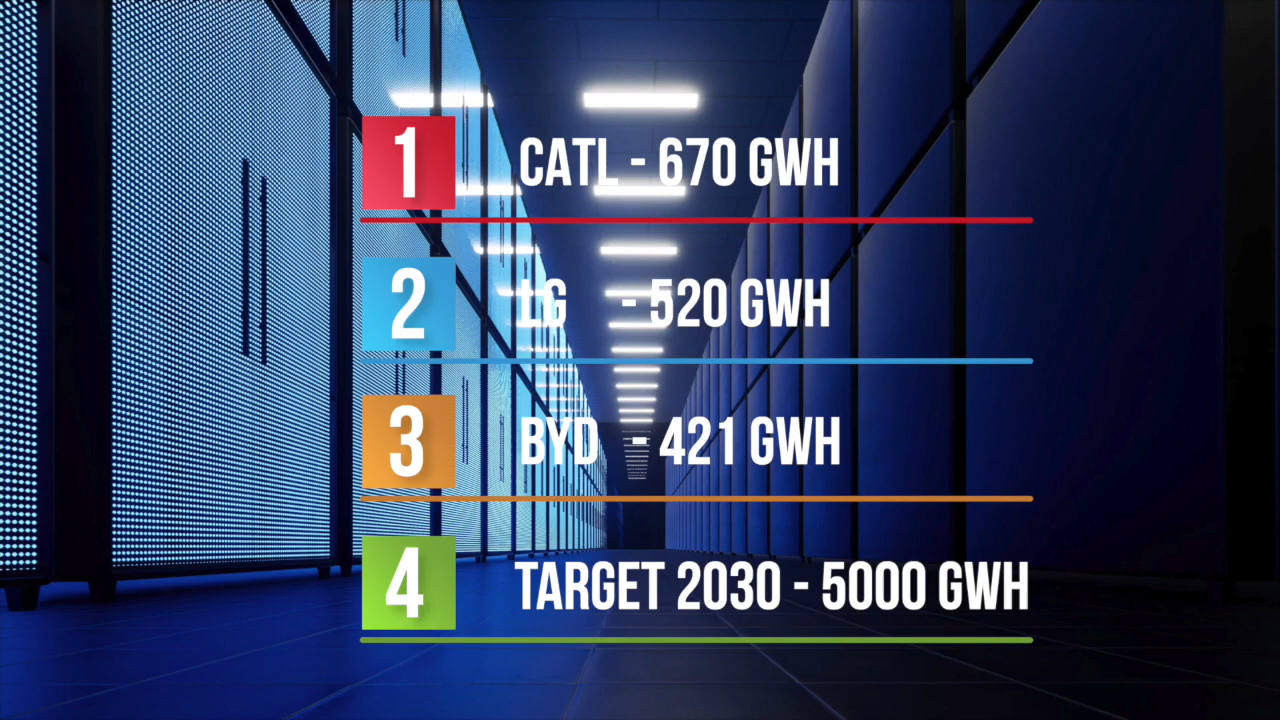 1 CATL - 670 GWH
2 LG - 520 GWH
3 BYD - 421 GWH
4 TARGET 2030 - 5000 GWH